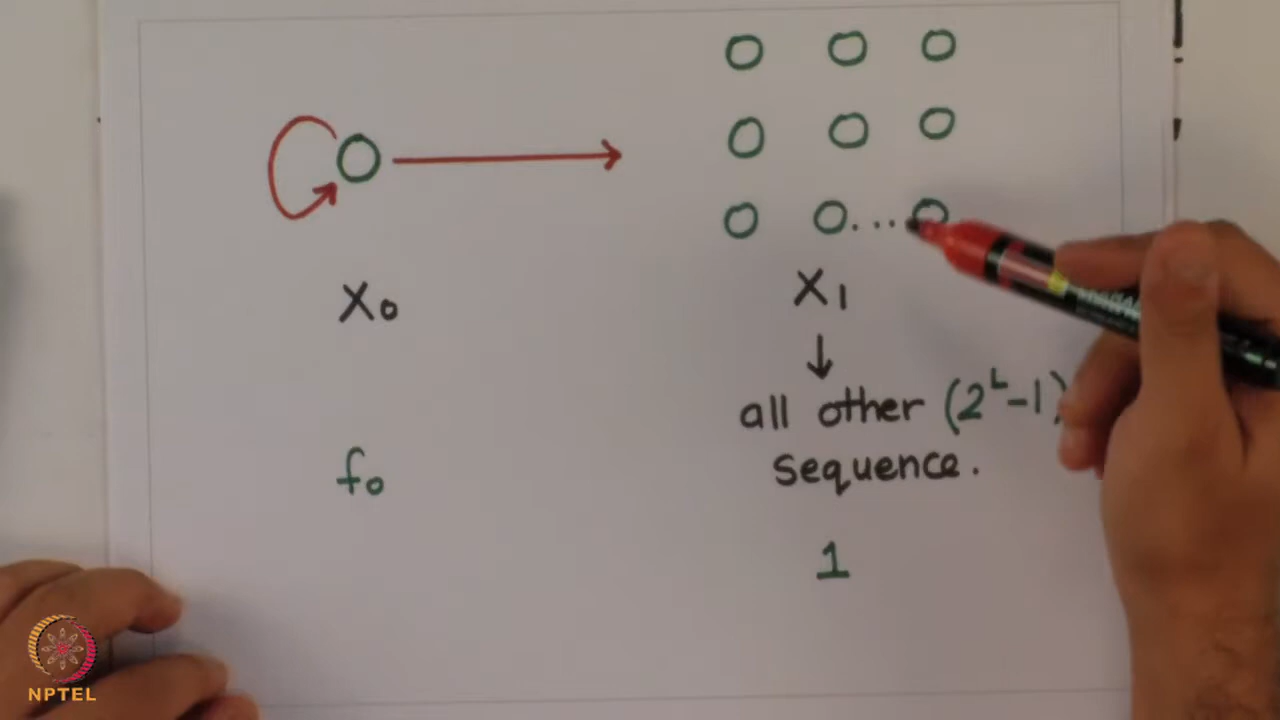 X₀
X₁
↓
all other (2ᴸ-1)
sequence.
f₀
1
NPTEL